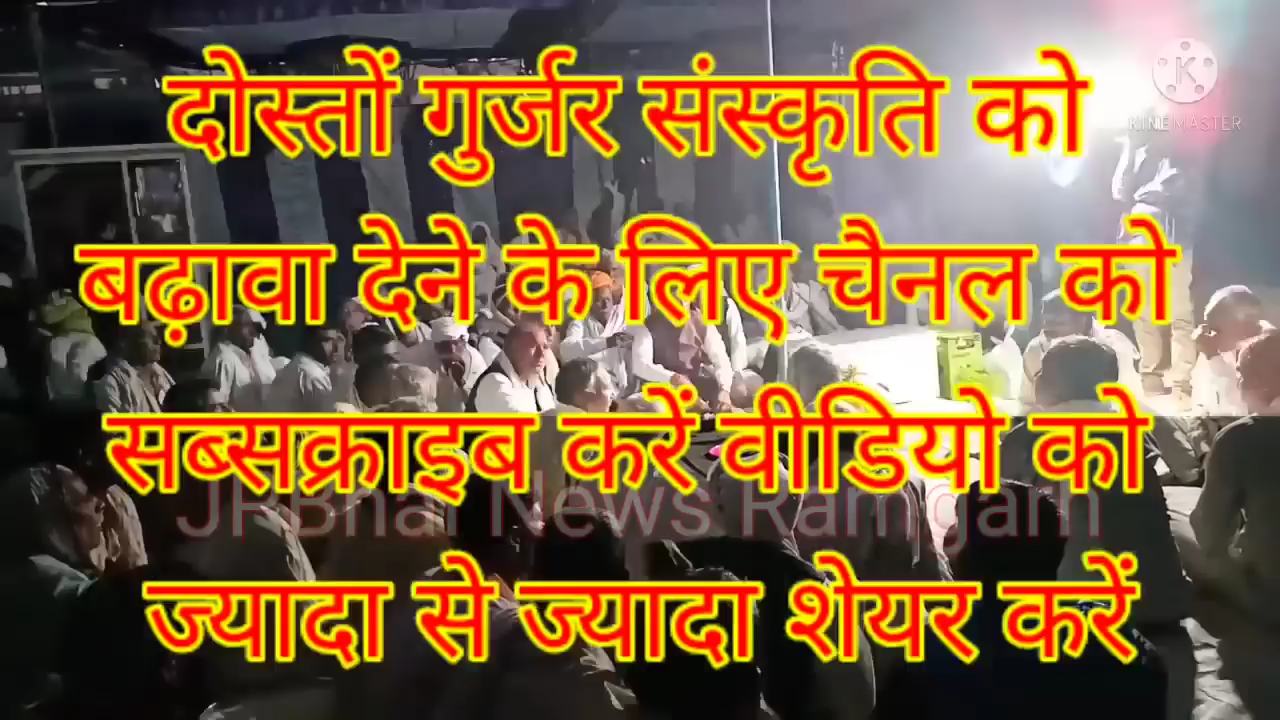 दोस्तों गुर्जर संस्कृति को
KINEMASTER
बढ़ावा देने के लिए चैनल को
सब्सक्राइब करें वीडियो को
JPBhai News Ramgarh
ज्यादा से ज्यादा शेयर करें